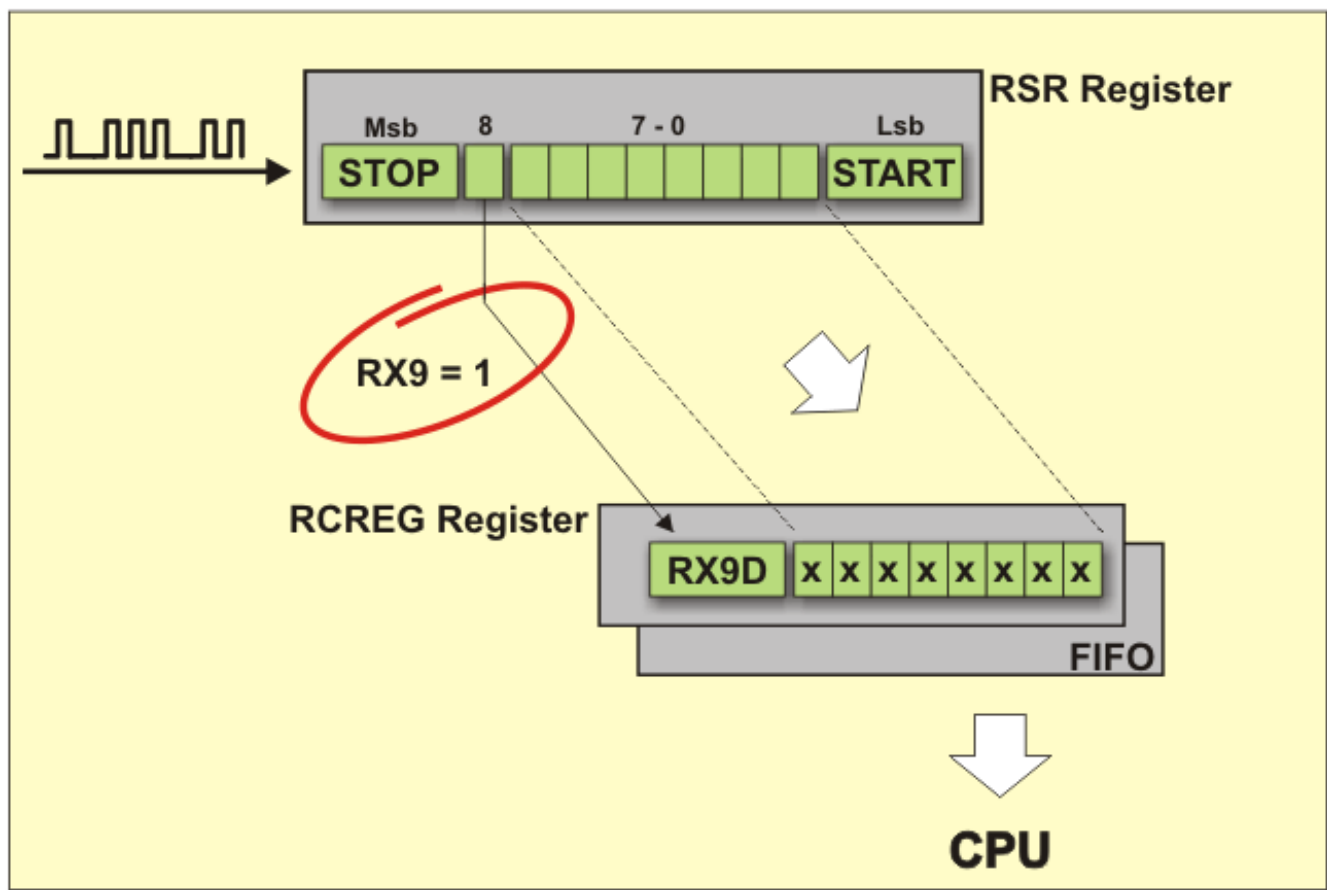 RSR Register
Msb 8 7 - 0 Lsb
STOP START
RX9 = 1
RCREG Register
RX9D x x x x x x x x
FIFO
CPU